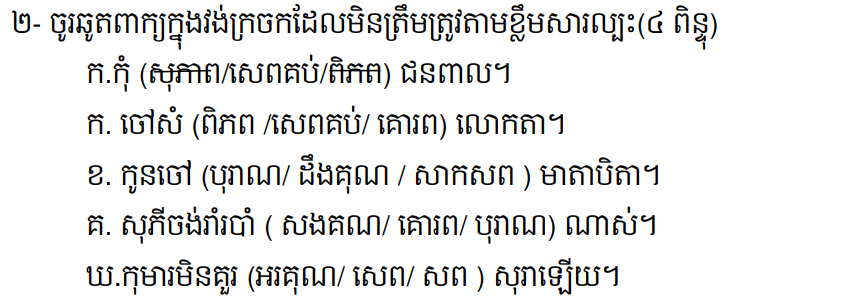 ២- ចូរឆូតពាក្យក្នុងវង់ក្រចកដែលមិនត្រឹមត្រូវតាមខ្លឹមសារល្បះ(៤ ពិន្ទុ)
ក.កុំ (សុភាព/សេពគប់/ពិភព) ជនពាល។
ក. ចៅសំ (ពិភព /សេពគប់/ គោរព) លោកតា។
ខ. កូនចៅ (បុរាណ/ ដឹងគុណ / សាកសព ) មាតាបិតា។
គ. សុភីចង់រាំរបាំ ( សងគណ/ គោរព/ បុរាណ) ណាស់។
ឃ.កុមារមិនគួរ (អរគុណ/ សេព/ សព ) សុរាឡើយ។